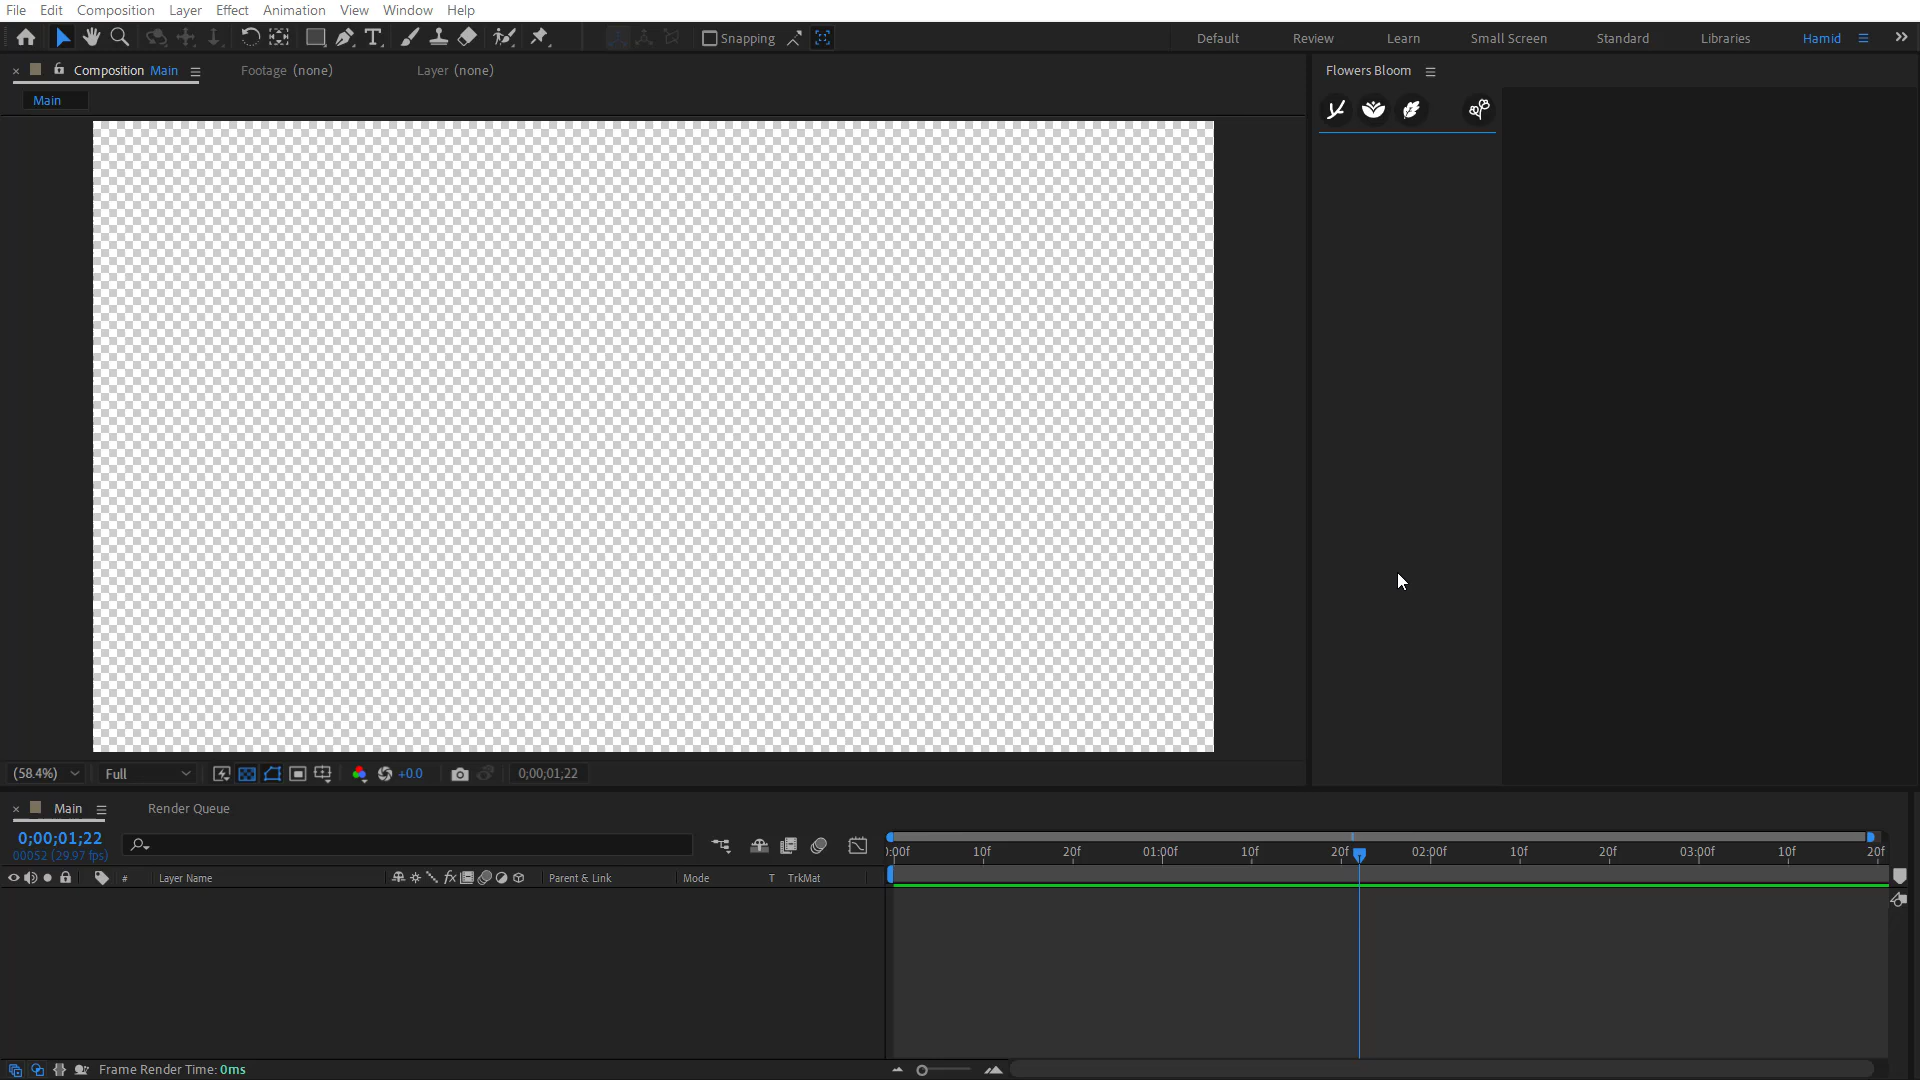 File Edit Composition Layer Effect Animation View Window Help
Snapping Default Review Learn Small Screen Standard Libraries Hamid
Composition Main Footage (none) Layer (none) Flowers Bloom
Main
(58.4%) Full +0.0 0;00;01;22
Main Render Queue
0;00;01;22
00052 (29.97 fps)
:00f 10f 20f 01:00f 10f 20f 02:00f 10f 20f 03:00f 10f 20f
# Layer Name Parent & Link Mode T TrkMat
Frame Render Time: 0ms